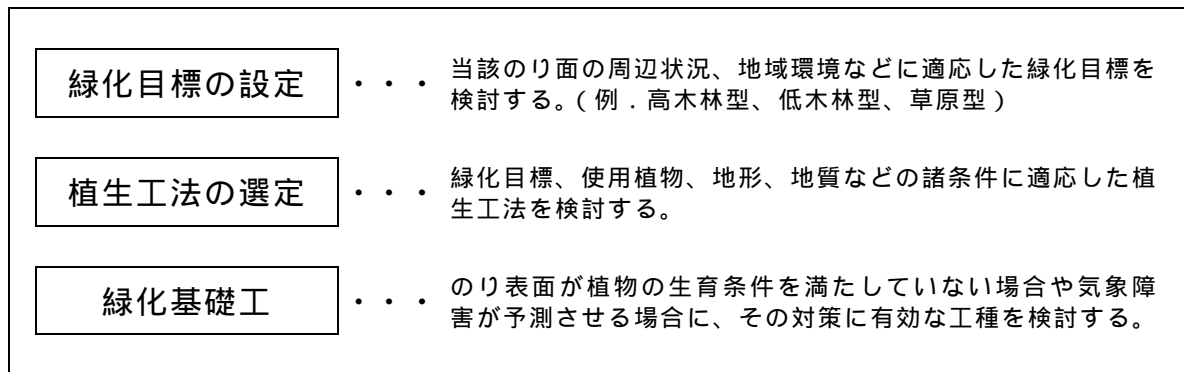 緑化目標の設定 ・・・ 当該のり面の周辺状況、地域環境などに適応した緑化目標を
検討する。(例．高木林型、低木林型、草原型)
植生工法の選定 ・・・ 緑化目標、使用植物、地形、地質などの諸条件に適応した植
生工法を検討する。
緑化基礎工 ・・・ のり表面が植物の生育条件を満たしていない場合や気象障
害が予測させる場合に、その対策に有効な工種を検討する。